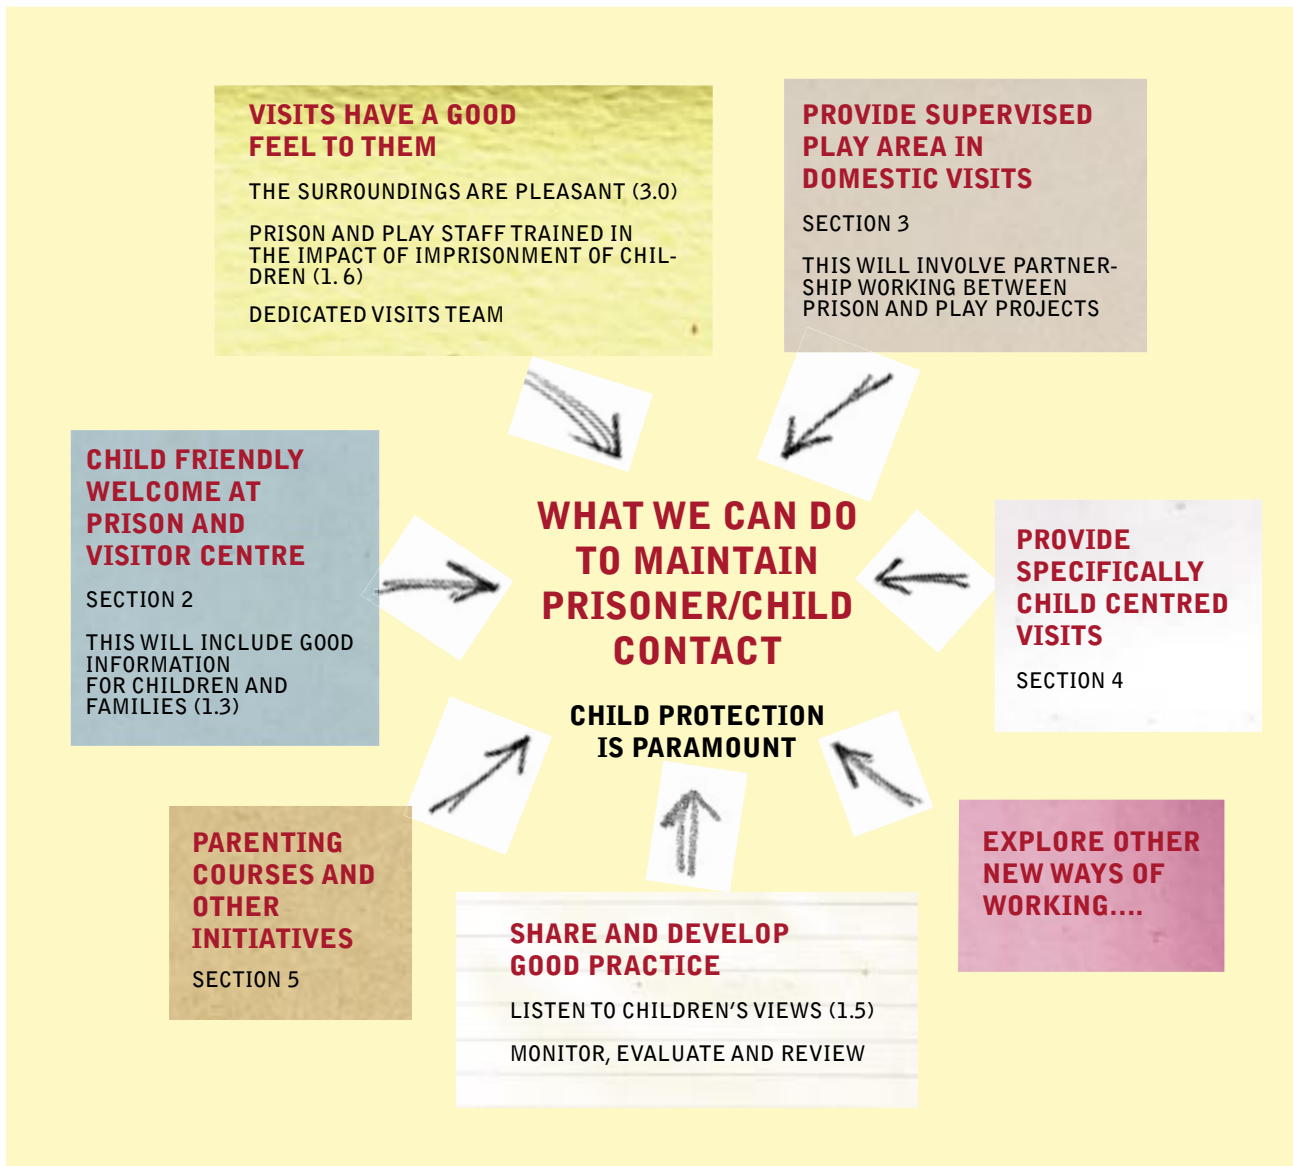 VISITS HAVE A GOOD
FEEL TO THEM
THE SURROUNDINGS ARE PLEASANT (3.0)
PRISON AND PLAY STAFF TRAINED IN
THE IMPACT OF IMPRISONMENT OF CHIL-
DREN (1. 6)
DEDICATED VISITS TEAM
PROVIDE SUPERVISED
PLAY AREA IN
DOMESTIC VISITS
SECTION 3
THIS WILL INVOLVE PARTNER-
SHIP WORKING BETWEEN
PRISON AND PLAY PROJECTS
CHILD FRIENDLY
WELCOME AT
PRISON AND
VISITOR CENTRE
SECTION 2
THIS WILL INCLUDE GOOD
INFORMATION
FOR CHILDREN AND
FAMILIES (1.3)
WHAT WE CAN DO
TO MAINTAIN
PRISONER/CHILD
CONTACT
CHILD PROTECTION
IS PARAMOUNT
PROVIDE
SPECIFICALLY
CHILD CENTRED
VISITS
SECTION 4
PARENTING
COURSES AND
OTHER
INITIATIVES
SECTION 5
SHARE AND DEVELOP
GOOD PRACTICE
LISTEN TO CHILDREN'S VIEWS (1.5)
MONITOR, EVALUATE AND REVIEW
EXPLORE OTHER
NEW WAYS OF
WORKING....